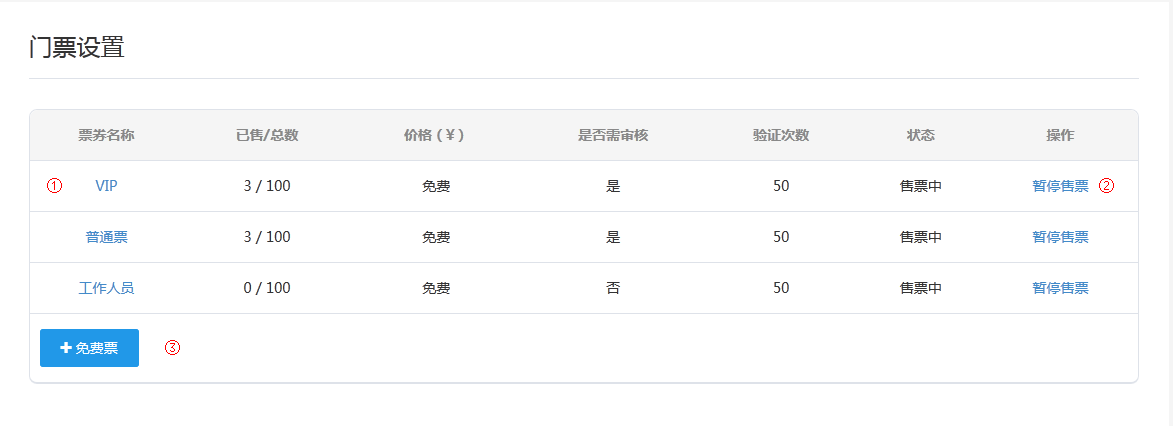 门票设置
票券名称 已售/总数 价格(¥) 是否需审核 验证次数 状态 操作
① VIP 3 / 100 免费 是 50 售票中 暂停售票 ②
普通票 3 / 100 免费 是 50 售票中 暂停售票
工作人员 0 / 100 免费 否 50 售票中 暂停售票
+ 免费票 ③